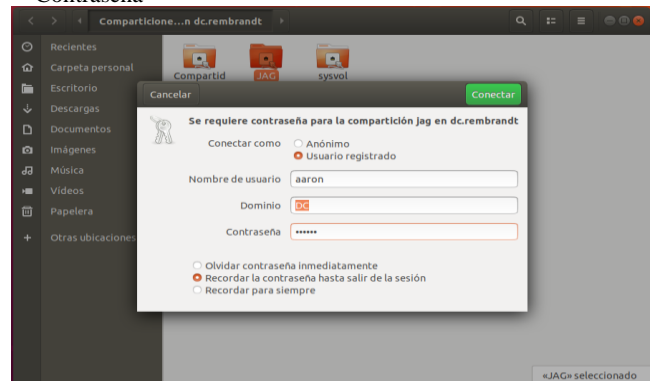 Contraseña
Comparticione...n dc.rembrandt
Recientes
Carpeta personal
Escritorio
Descargas
Documentos
Imágenes
Música
Vídeos
Papelera
Otras ubicaciones
Compartid
JAG
sysvol
Cancelar
Conectar
Se requiere contraseña para la compartición jag en dc.rembrandt
Conectar como
Anónimo
Usuario registrado
Nombre de usuario aaron
Dominio DC
Contraseña ••••••
Olvidar contraseña inmediatamente
Recordar la contraseña hasta salir de la sesión
Recordar para siempre
«JAG» seleccionado